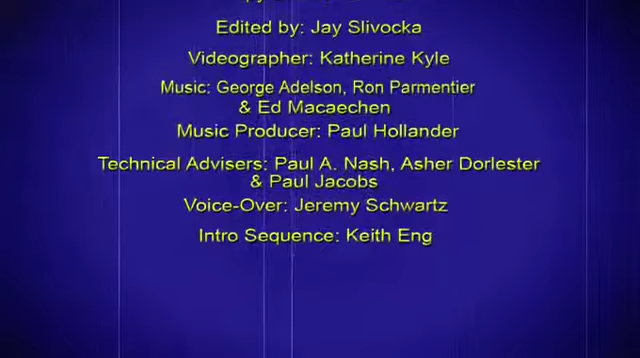 Edited by: Jay Slivocka
Videographer: Katherine Kyle
Music: George Adelson, Ron Parmentier
& Ed Macaechen
Music Producer: Paul Hollander
Technical Advisers: Paul A. Nash, Asher Dorlester
& Paul Jacobs
Voice-Over: Jeremy Schwartz
Intro Sequence: Keith Eng